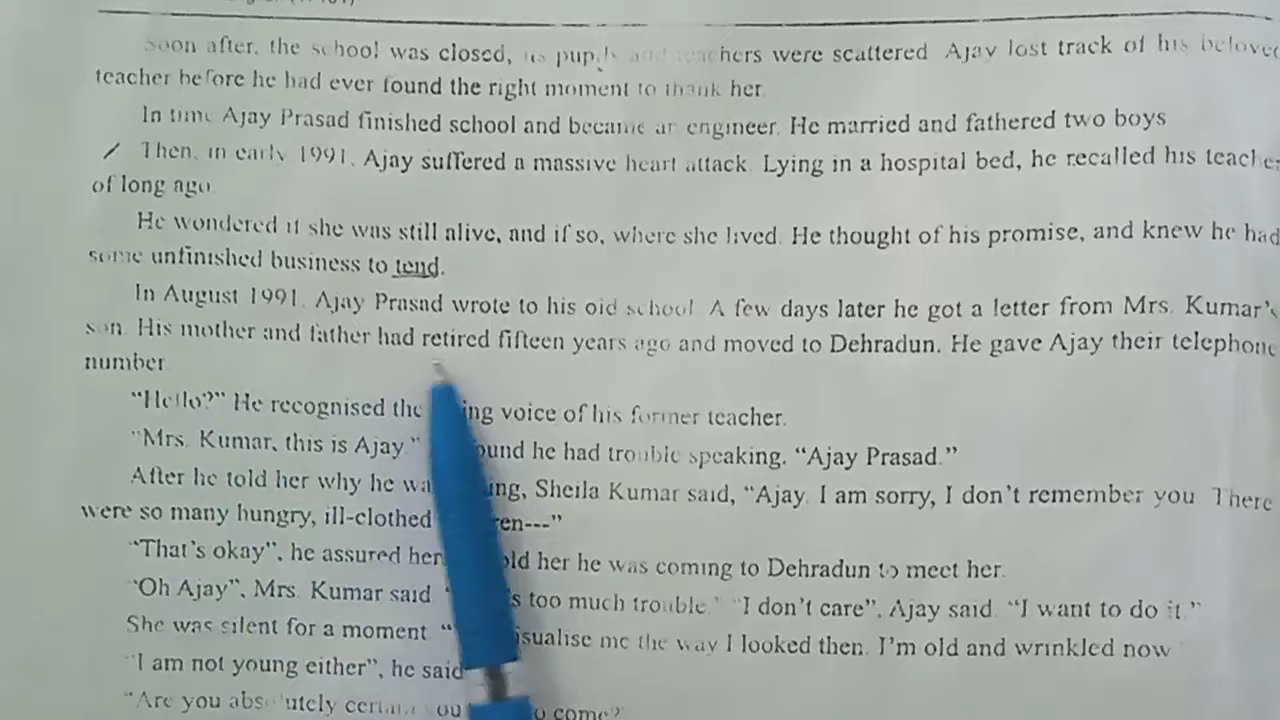 Soon after, the school was closed, its pupils and teachers were scattered Ajay lost track of his
teacher before he had ever found the right moment to thank her.
In time Ajay Prasad finished school and became an engineer. He married and fathered two boys
Then, in early 1991, Ajay suffered a massive heart attack. Lying in a hospital bed, he recalled his
of long ago
He wondered if she was still alive, and if so, where she lived. He thought of his promise, and knew he had
some unfinished business to tend.
In August 1991, Ajay Prasad wrote to his old school. A few days later he got a letter from Mrs. Kumar's
son. His mother and father had retired fifteen years ago and moved to Dehradun. He gave Ajay their telephone
number
"Hello?" He recognised the voice of his former teacher.
"Mrs. Kumar, this is Ajay." he had trouble speaking. "Ajay Prasad."
After he told her why he Sheila Kumar said, "Ajay. I am sorry, I don't remember you. There
were so many hungry, ill-clothed
"That's okay", he assured her her he was coming to Dehradun to meet her.
"Oh Ajay", Mrs. Kumar said too much trouble." "I don't care", Ajay said. "I want to do it."
She was silent for a moment. me the way I looked then. I'm old and wrinkled now
"I am not young either", he said
"Are you absolutely certain come?